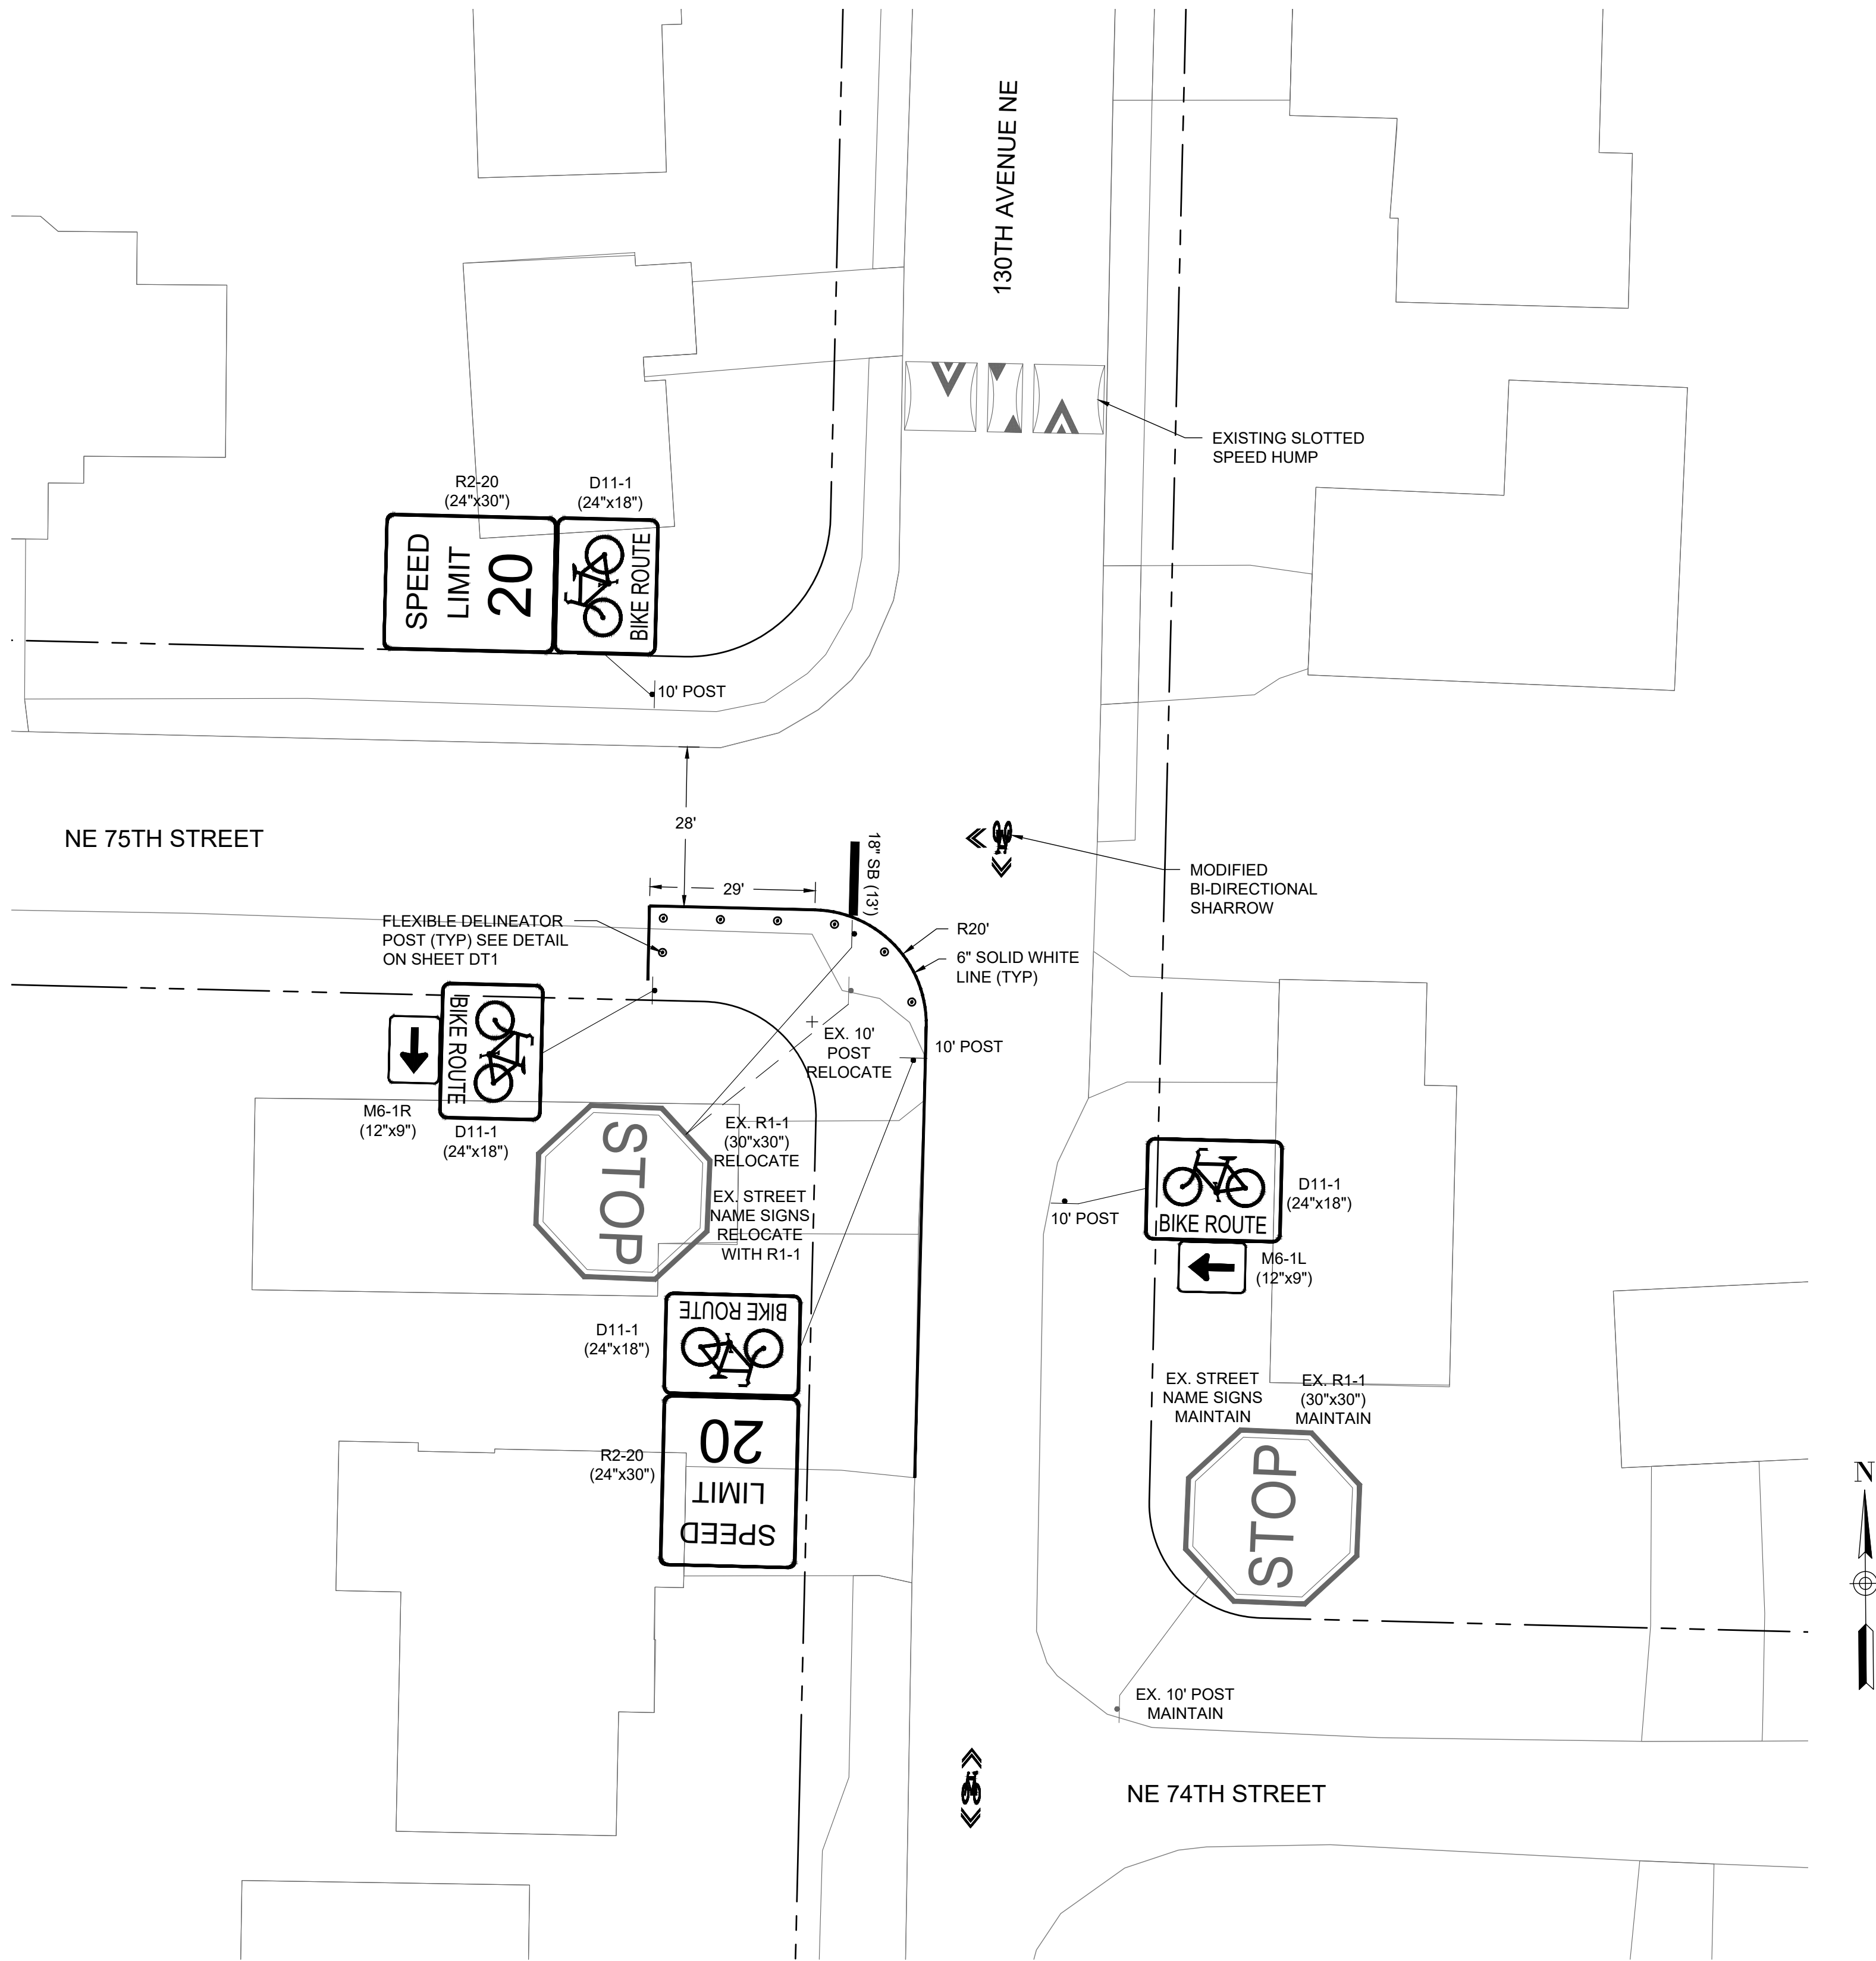 130TH AVENUE NE
EXISTING SLOTTED
SPEED HUMP
R2-20
(24"x30")
D11-1
(24"x18")
SPEED
LIMIT
20
BIKE ROUTE
10' POST
NE 75TH STREET
28'
29'
18" SB (13')
MODIFIED
BI-DIRECTIONAL
SHARROW
FLEXIBLE DELINEATOR
POST (TYP) SEE DETAIL
ON SHEET DT1
R20'
6" SOLID WHITE
LINE (TYP)
BIKE ROUTE
M6-1R
(12"x9")
D11-1
(24"x18")
EX. 10'
POST
RELOCATE
10' POST
STOP
EX. R1-1
(30"x30")
RELOCATE
EX. STREET
NAME SIGNS
RELOCATE
WITH R1-1
10' POST
BIKE ROUTE
D11-1
(24"x18")
M6-1L
(12"x9")
D11-1
(24"x18")
BIKE ROUTE
R2-20
(24"x30")
20
LIMIT
SPEED
EX. STREET
NAME SIGNS
MAINTAIN
EX. R1-1
(30"x30")
MAINTAIN
STOP
N
EX. 10' POST
MAINTAIN
NE 74TH STREET